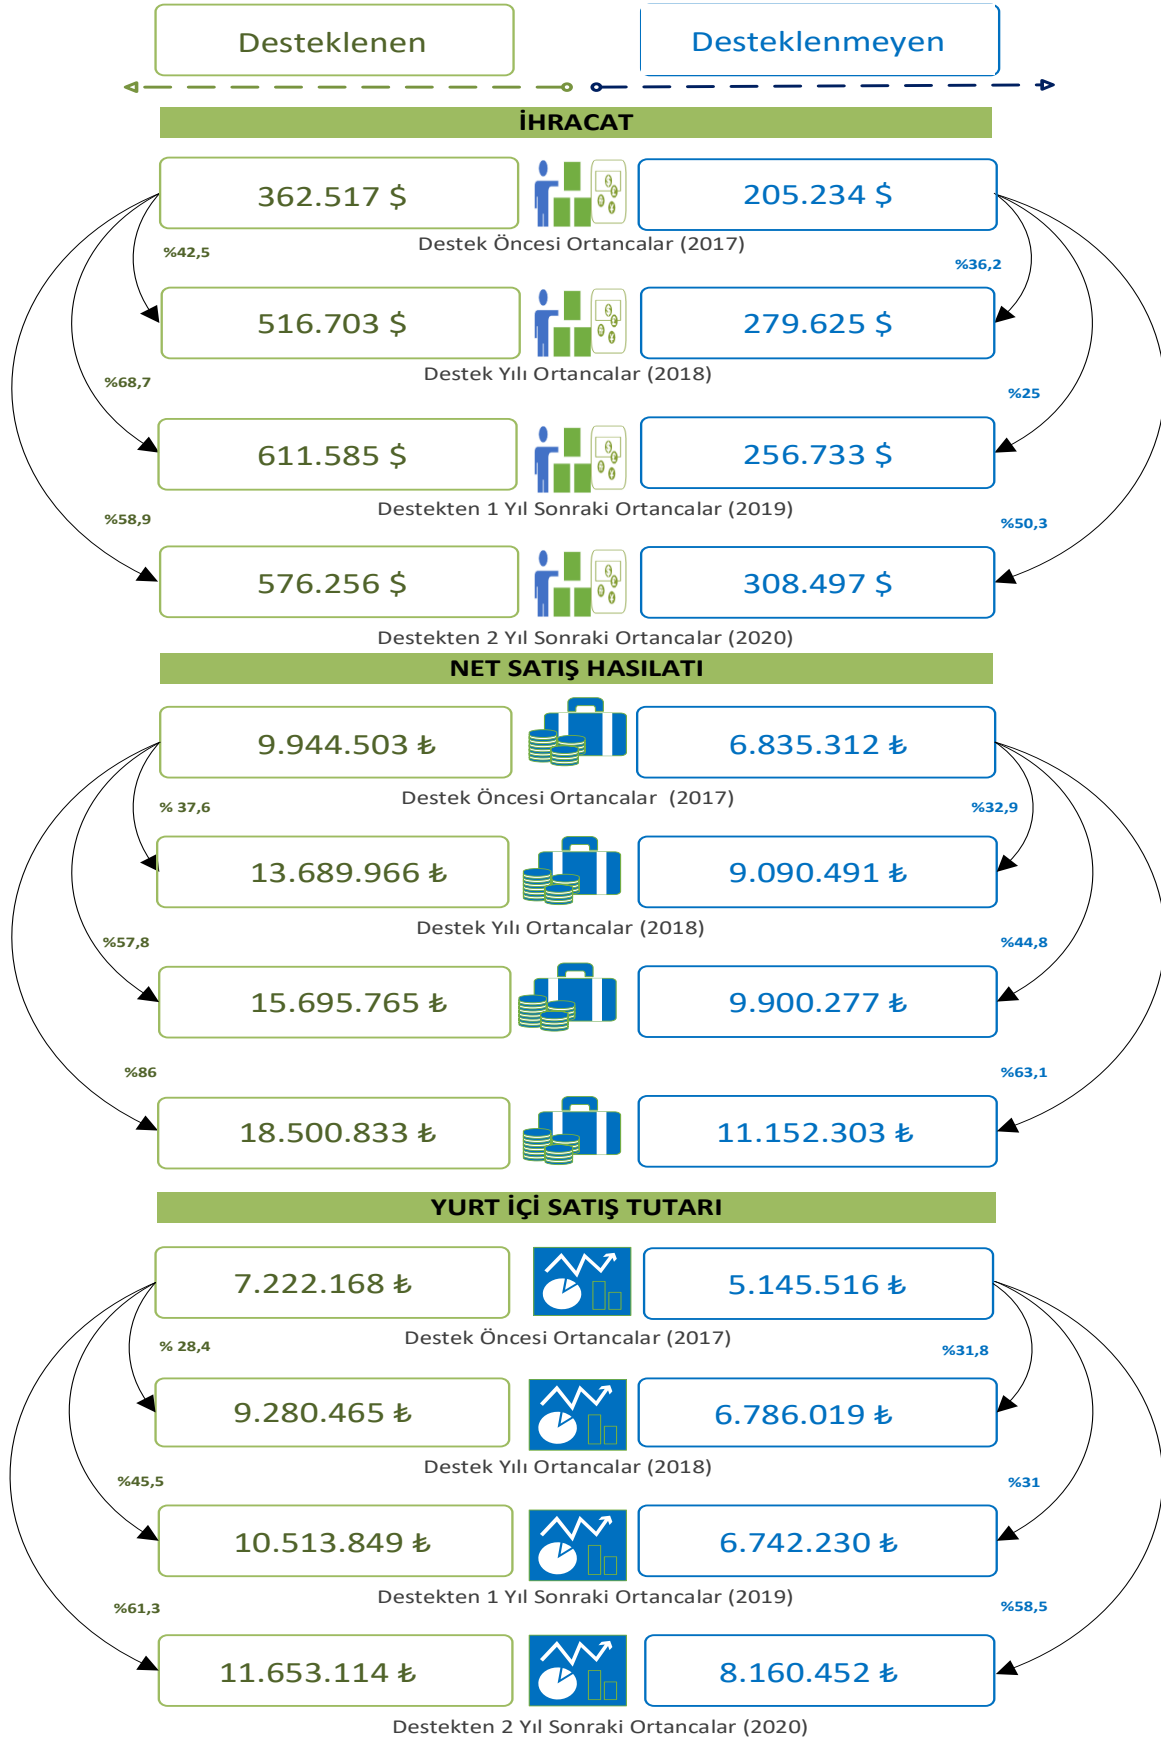 Desteklenen
Desteklenmeyen
İHRACAT
362.517 $
205.234 $
Destek Öncesi Ortancalar (2017)
%42,5
%36,2
516.703 $
279.625 $
Destek Yılı Ortancalar (2018)
%68,7
%25
611.585 $
256.733 $
Destekten 1 Yıl Sonraki Ortancalar (2019)
%58,9
%50,3
576.256 $
308.497 $
Destekten 2 Yıl Sonraki Ortancalar (2020)
NET SATIŞ HASILATI
9.944.503 ₺
6.835.312 ₺
Destek Öncesi Ortancalar (2017)
% 37,6
%32,9
13.689.966 ₺
9.090.491 ₺
Destek Yılı Ortancalar (2018)
%57,8
%44,8
15.695.765 ₺
9.900.277 ₺
%86
%63,1
18.500.833 ₺
11.152.303 ₺
YURT İÇİ SATIŞ TUTARI
7.222.168 ₺
5.145.516 ₺
Destek Öncesi Ortancalar (2017)
% 28,4
%31,8
9.280.465 ₺
6.786.019 ₺
Destek Yılı Ortancalar (2018)
%45,5
%31
10.513.849 ₺
6.742.230 ₺
Destekten 1 Yıl Sonraki Ortancalar (2019)
%61,3
%58,5
11.653.114 ₺
8.160.452 ₺
Destekten 2 Yıl Sonraki Ortancalar (2020)